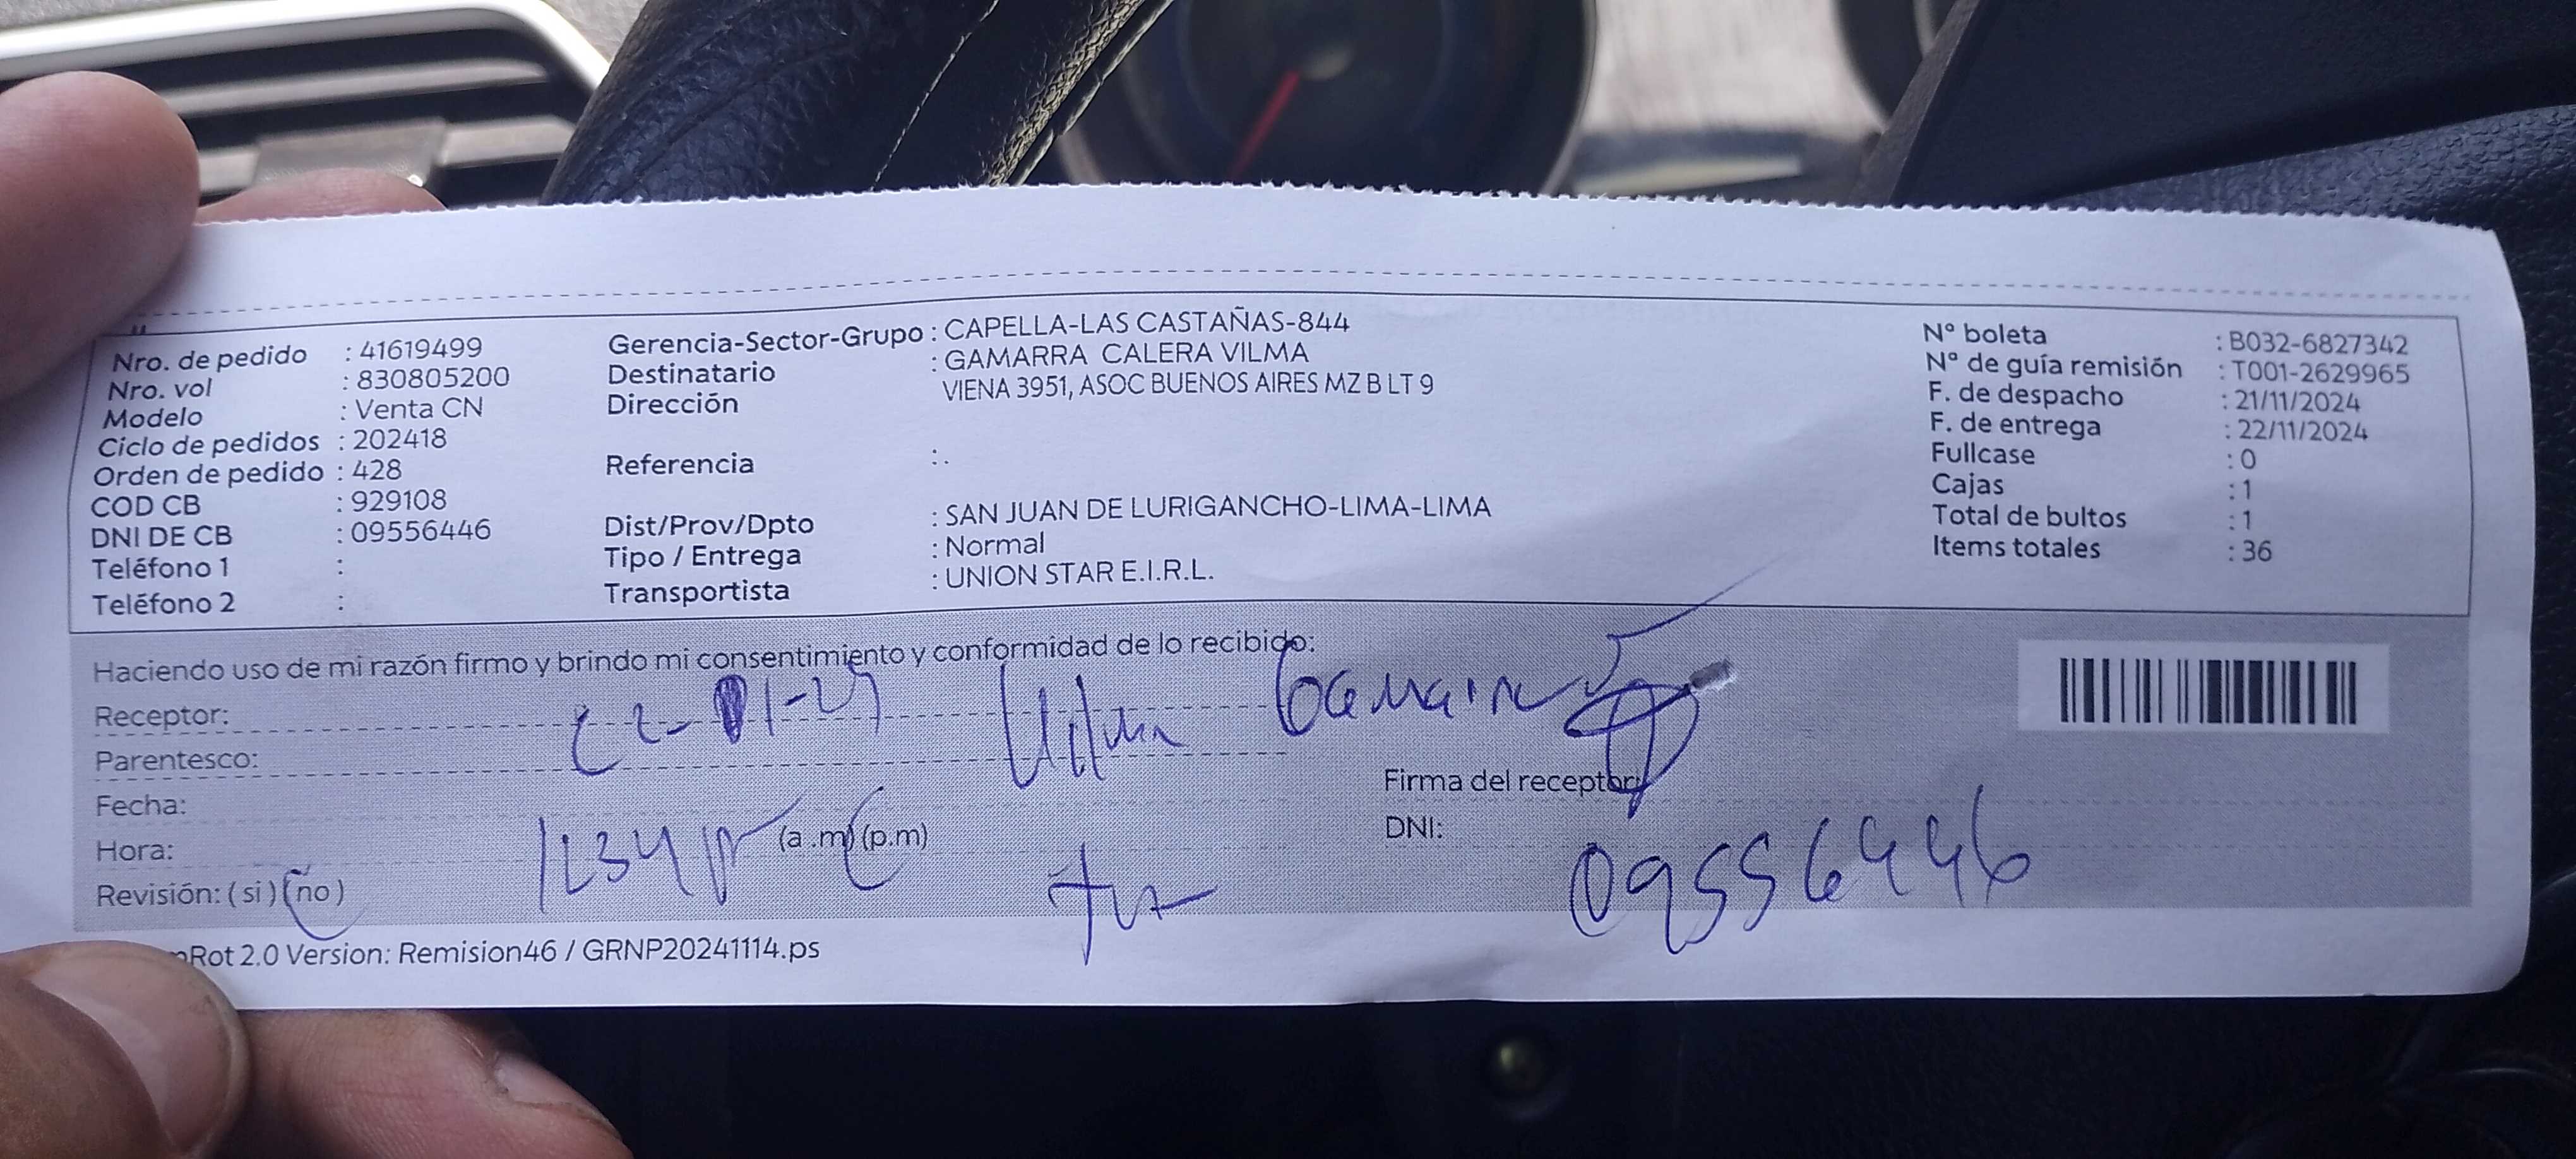 Nro. de pedido : 41619499
Nro. vol : 830805200
Modelo : Venta CN
Ciclo de pedidos : 202418
Orden de pedido : 428
COD CB : 929108
DNI DE CB : 09556446
Teléfono 1 :
Teléfono 2 :
Gerencia-Sector-Grupo : CAPELLA-LAS CASTAÑAS-844
Destinatario : GAMARRA CALERA VILMA
Dirección VIENA 3951, ASOC BUENOS AIRES MZ B LT 9
Referencia : .
Dist/Prov/Dpto : SAN JUAN DE LURIGANCHO-LIMA-LIMA
Tipo / Entrega : Normal
Transportista : UNION STAR E.I.R.L.
Nº boleta : B032-6827342
Nº de guía remisión : T001-2629965
F. de despacho : 21/11/2024
F. de entrega : 22/11/2024
Fullcase : 0
Cajas : 1
Total de bultos : 1
Items totales : 36
Haciendo uso de mi razón firmo y brindo mi consentimiento y conformidad de lo recibido:
Receptor:
Parentesco:
Fecha:
Hora: (a .m) (p.m)
Revisión: ( si ) ( no )
Firma del receptor:
DNI: 09556446
Rot 2.0 Version: Remision46 / GRNP20241114.ps